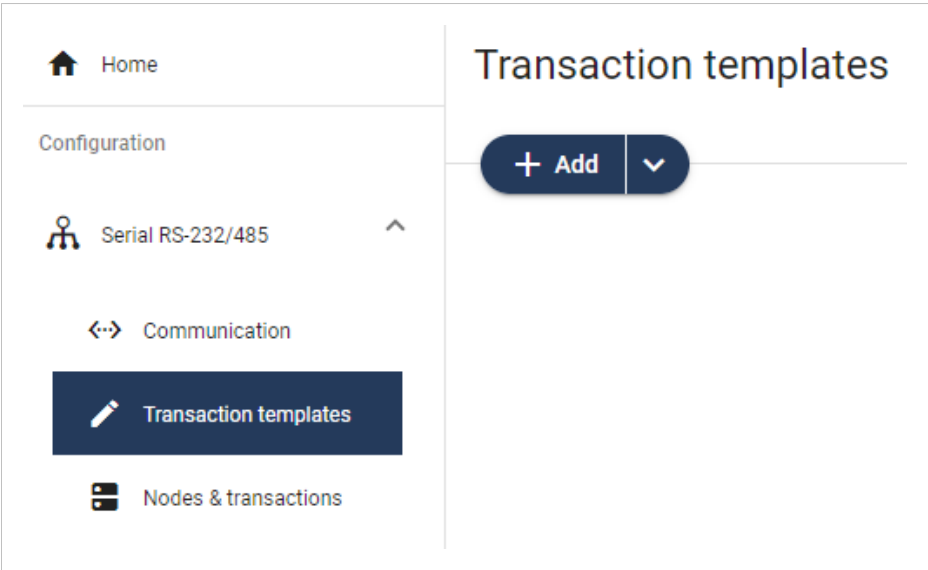 Home
Configuration
Serial RS-232/485
Communication
Transaction templates
Nodes & transactions
Transaction templates
Add